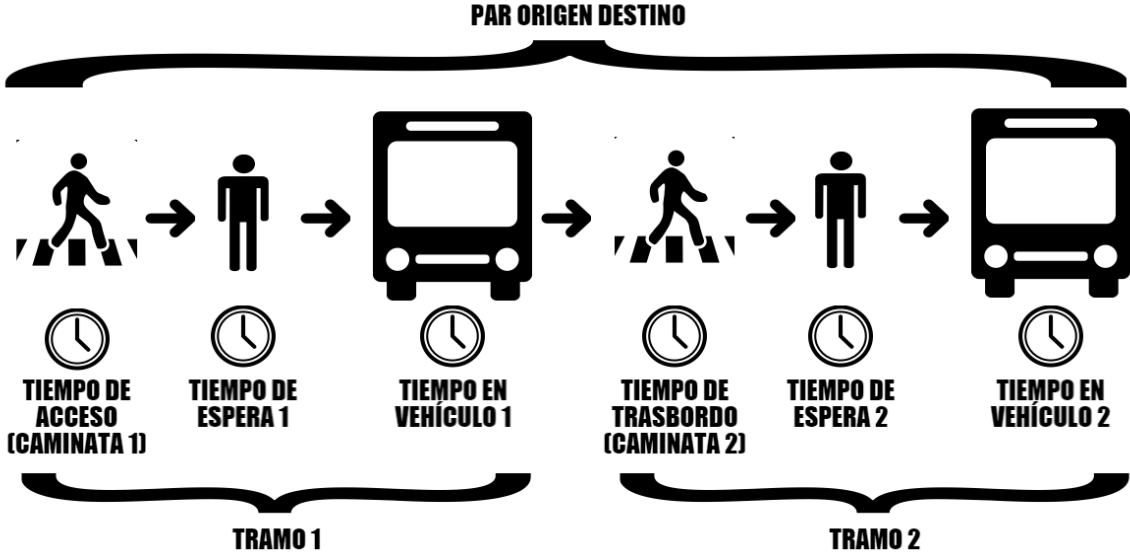 PAR ORIGEN DESTINO
TIEMPO DE
ACCESO
(CAMINATA 1)
TIEMPO DE
ESPERA 1
TIEMPO EN
VEHÍCULO 1
TIEMPO DE
TRASBORDO
(CAMINATA 2)
TIEMPO DE
ESPERA 2
TIEMPO EN
VEHÍCULO 2
TRAMO 1
TRAMO 2